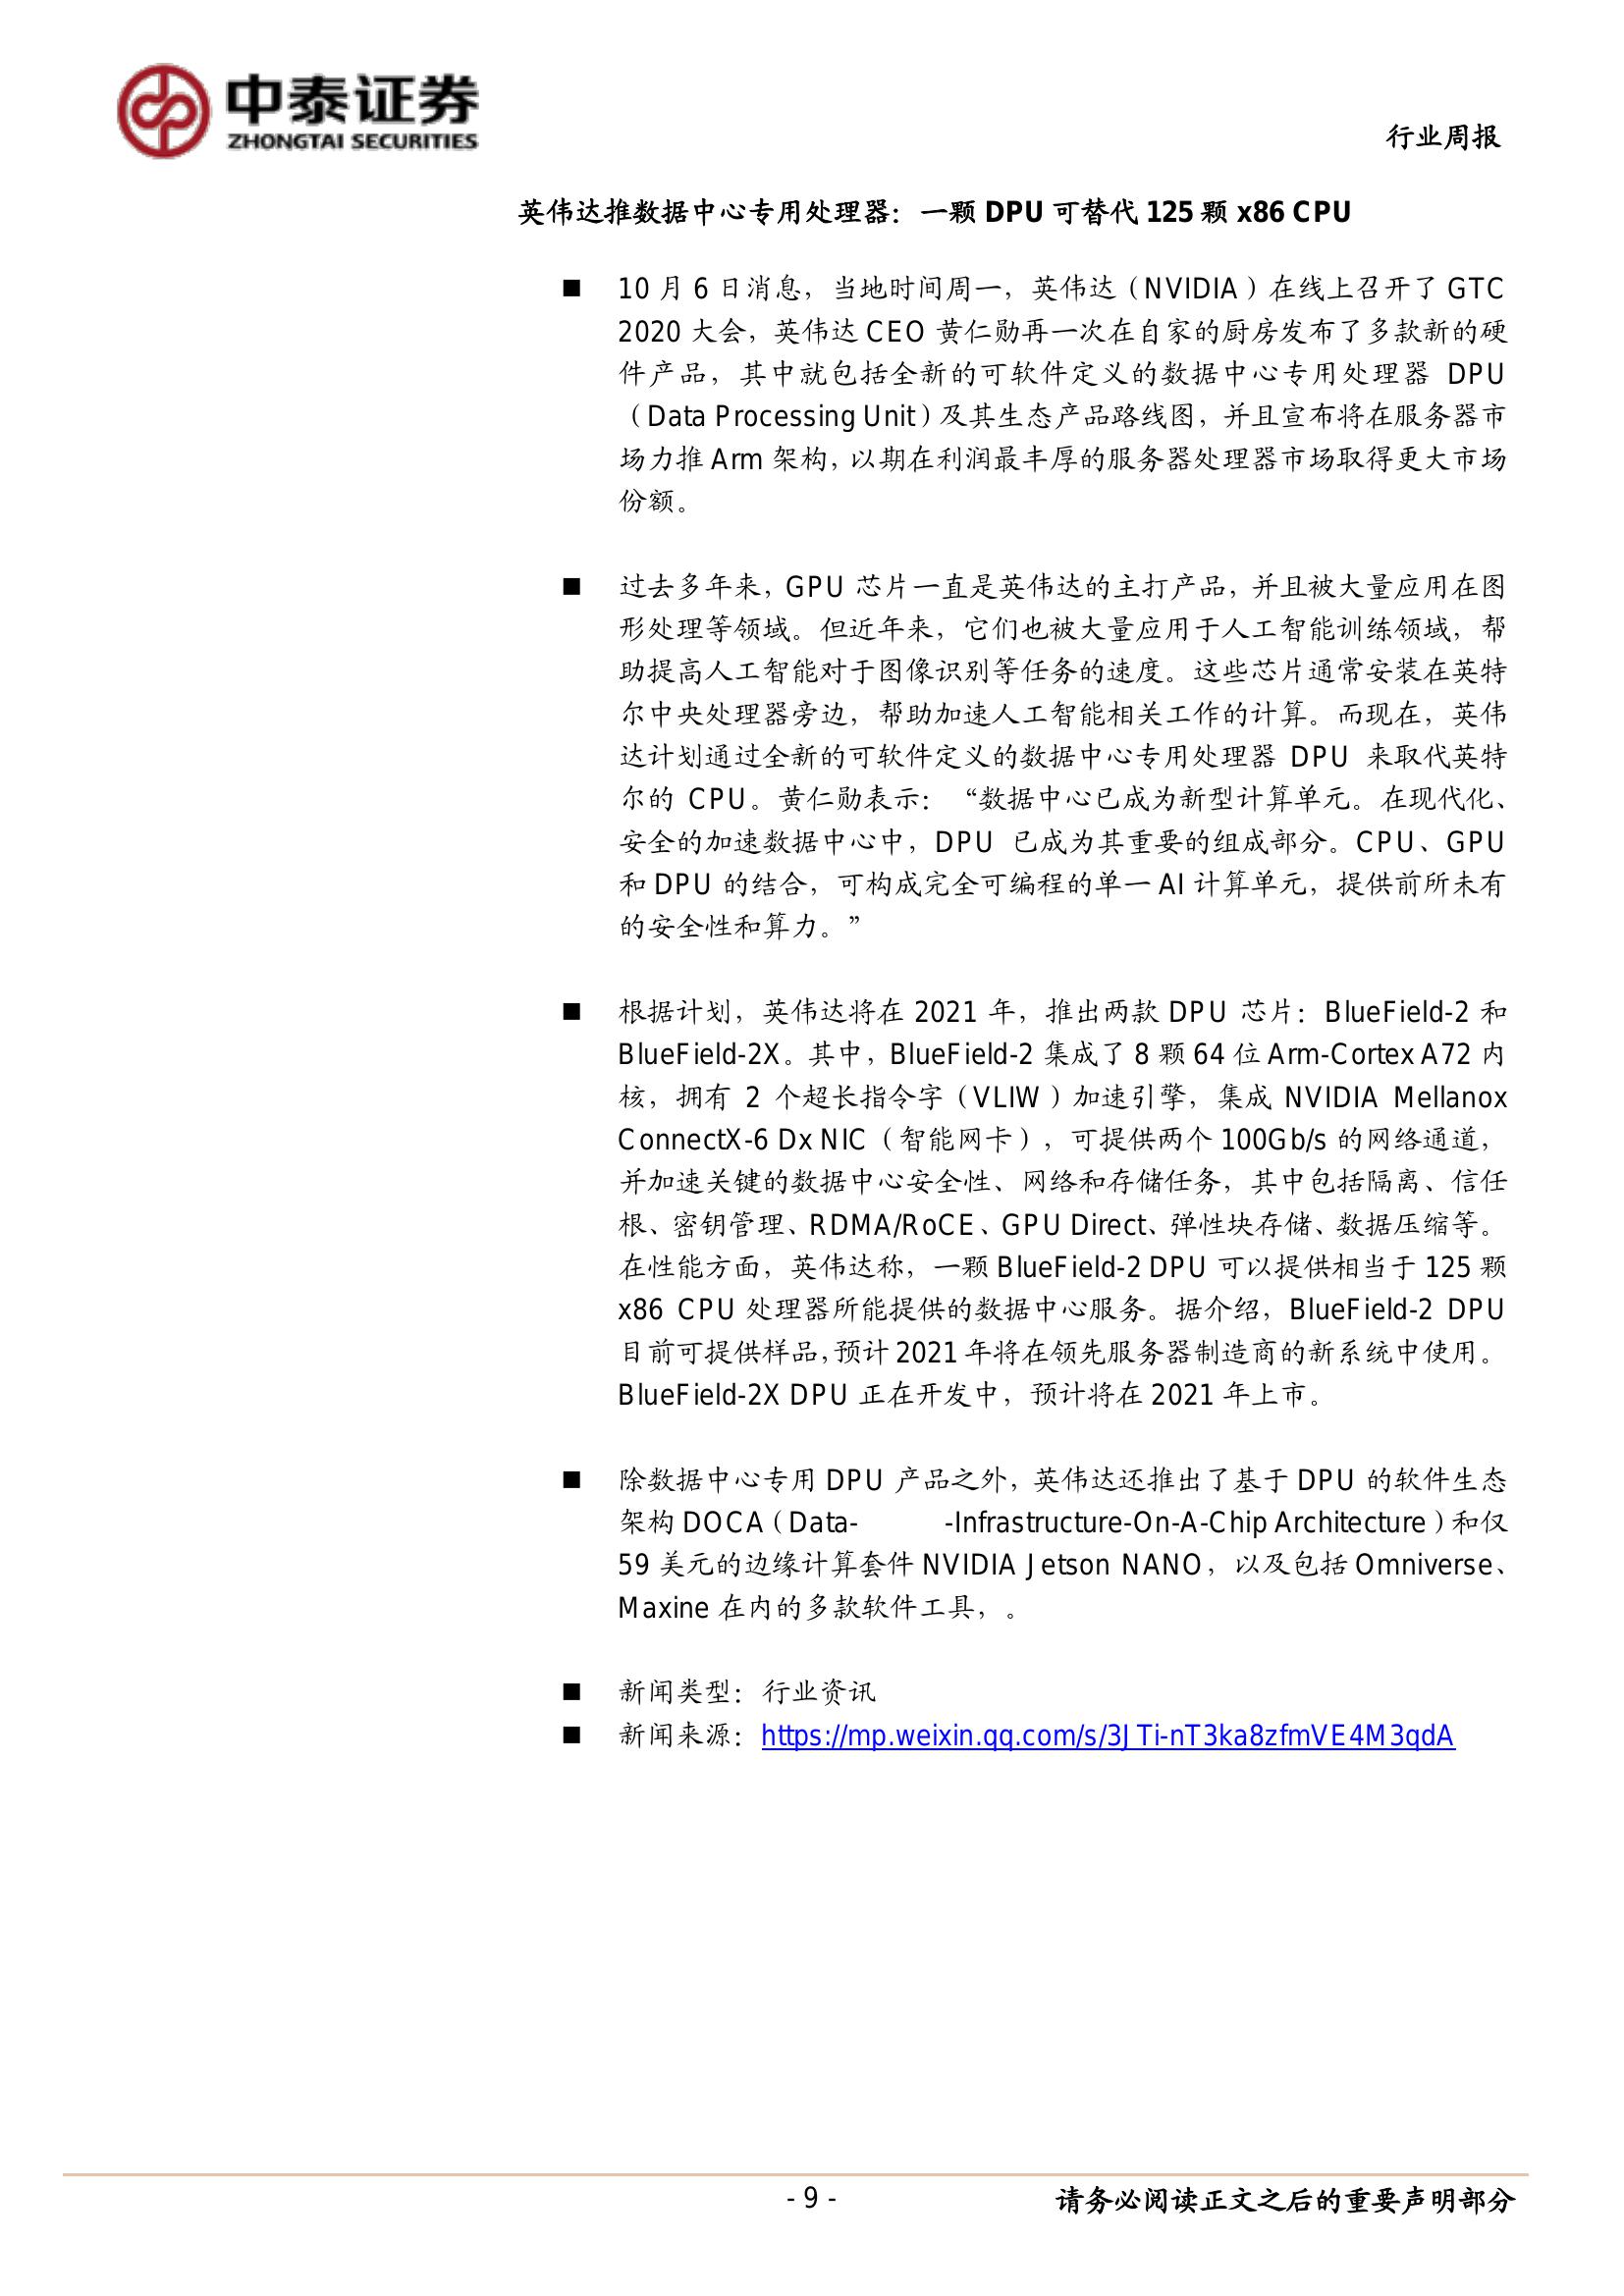 中泰证券
ZHONGTAI SECURITIES
行业周报
英伟达推数据中心专用处理器：一颗 DPU 可替代 125 颗 x86 CPU
■ 10 月 6 日消息，当地时间周一，英伟达（NVIDIA）在线上召开了 GTC
2020 大会，英伟达 CEO 黄仁勋再一次在自家的厨房发布了多款新的硬
件产品，其中就包括全新的可软件定义的数据中心专用处理器 DPU
（Data Processing Unit）及其生态产品路线图，并且宣布将在服务器市
场力推 Arm 架构，以期在利润最丰厚的服务器处理器市场取得更大市场
份额。
■ 过去多年来，GPU 芯片一直是英伟达的主打产品，并且被大量应用在图
形处理等领域。但近年来，它们也被大量应用于人工智能训练领域，帮
助提高人工智能对于图像识别等任务的速度。这些芯片通常安装在英特
尔中央处理器旁边，帮助加速人工智能相关工作的计算。而现在，英伟
达计划通过全新的可软件定义的数据中心专用处理器 DPU 来取代英特
尔的 CPU。黄仁勋表示：“数据中心已成为新型计算单元。在现代化、
安全的加速数据中心中，DPU 已成为其重要的组成部分。CPU、GPU
和 DPU 的结合，可构成完全可编程的单一 AI 计算单元，提供前所未有
的安全性和算力。”
■ 根据计划，英伟达将在 2021 年，推出两款 DPU 芯片：BlueField-2 和
BlueField-2X。其中，BlueField-2 集成了 8 颗 64 位 Arm-Cortex A72 内
核，拥有 2 个超长指令字（VLIW）加速引擎，集成 NVIDIA Mellanox
ConnectX-6 Dx NIC（智能网卡），可提供两个 100Gb/s 的网络通道，
并加速关键的数据中心安全性、网络和存储任务，其中包括隔离、信任
根、密钥管理、RDMA/RoCE、GPU Direct、弹性块存储、数据压缩等。
在性能方面，英伟达称，一颗 BlueField-2 DPU 可以提供相当于 125 颗
x86 CPU 处理器所能提供的数据中心服务。据介绍，BlueField-2 DPU
目前可提供样品，预计 2021 年将在领先服务器制造商的新系统中使用。
BlueField-2X DPU 正在开发中，预计将在 2021 年上市。
■ 除数据中心专用 DPU 产品之外，英伟达还推出了基于 DPU 的软件生态
架构 DOCA（Data- -Infrastructure-On-A-Chip Architecture）和仅
59 美元的边缘计算套件 NVIDIA Jetson NANO，以及包括 Omniverse、
Maxine 在内的多款软件工具，。
■ 新闻类型：行业资讯
■ 新闻来源：https://mp.weixin.qq.com/s/3JTi-nT3ka8zfmVE4M3qdA
- 9 -
请务必阅读正文之后的重要声明部分